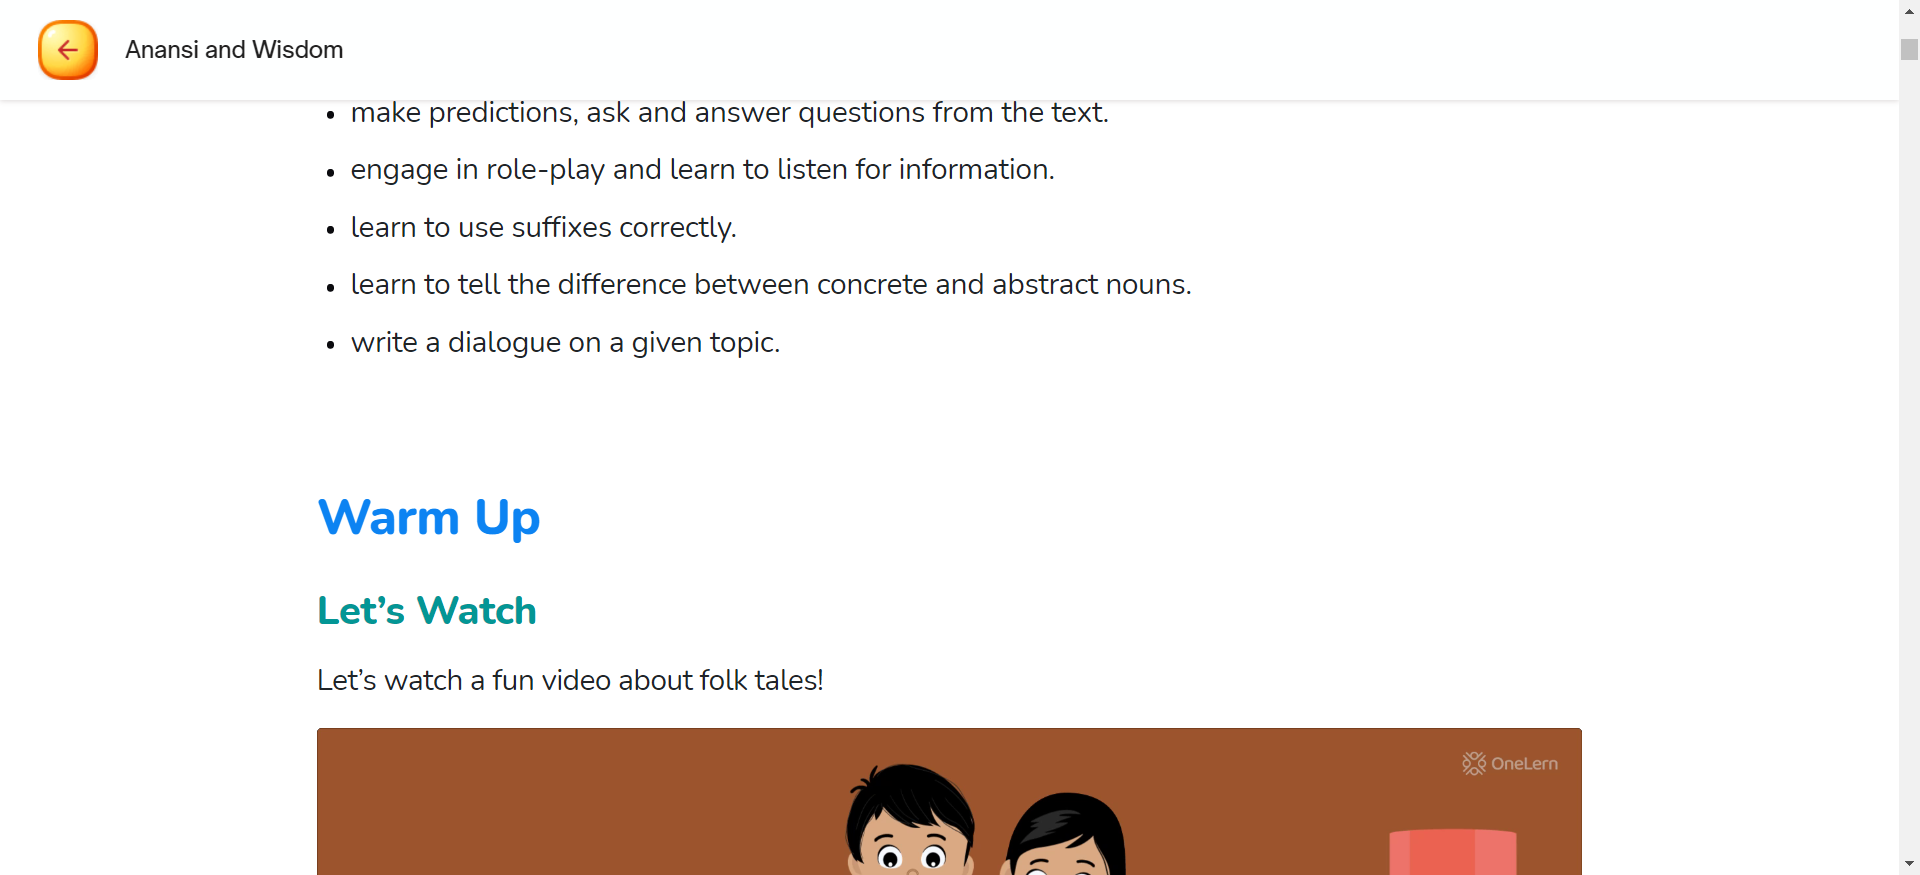 Anansi and Wisdom
make predictions, ask and answer questions from the text.
engage in role-play and learn to listen for information.
learn to use suffixes correctly.
learn to tell the difference between concrete and abstract nouns.
write a dialogue on a given topic.
Warm Up
Let’s Watch
Let’s watch a fun video about folk tales!
OneLern